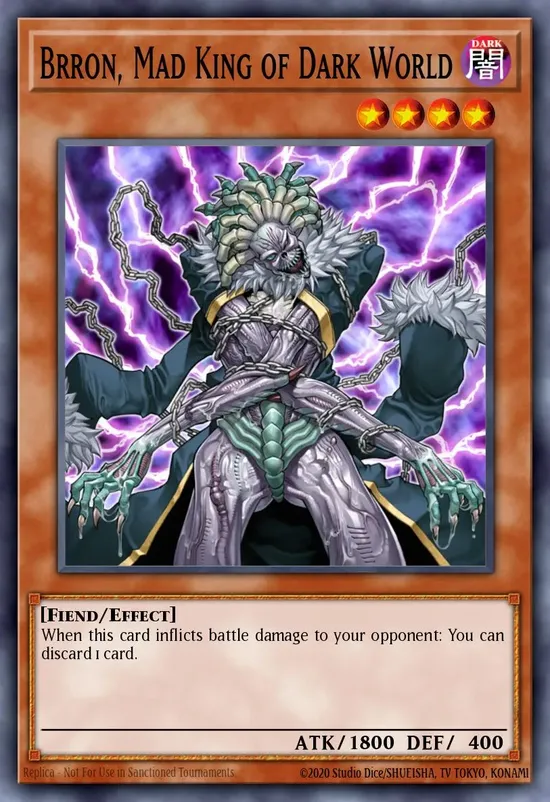 Brron, Mad King of Dark World
DARK
闇
[Fiend/Effect]
When this card inflicts battle damage to your opponent: You can
discard 1 card.
ATK/1800 DEF/ 400
Replica - Not For Use in Sanctioned Tournaments
©2020 Studio Dice/SHUEISHA, TV TOKYO, KONAMI